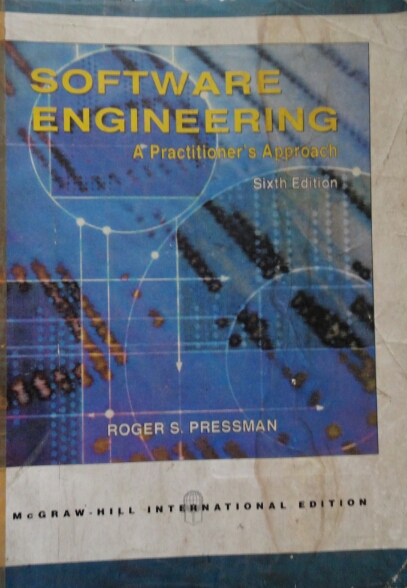 SOFTWARE
ENGINEERING
A Practitioner's Approach
Sixth Edition
ROGER S. PRESSMAN
McGRAW-HILL INTERNATIONAL EDITION